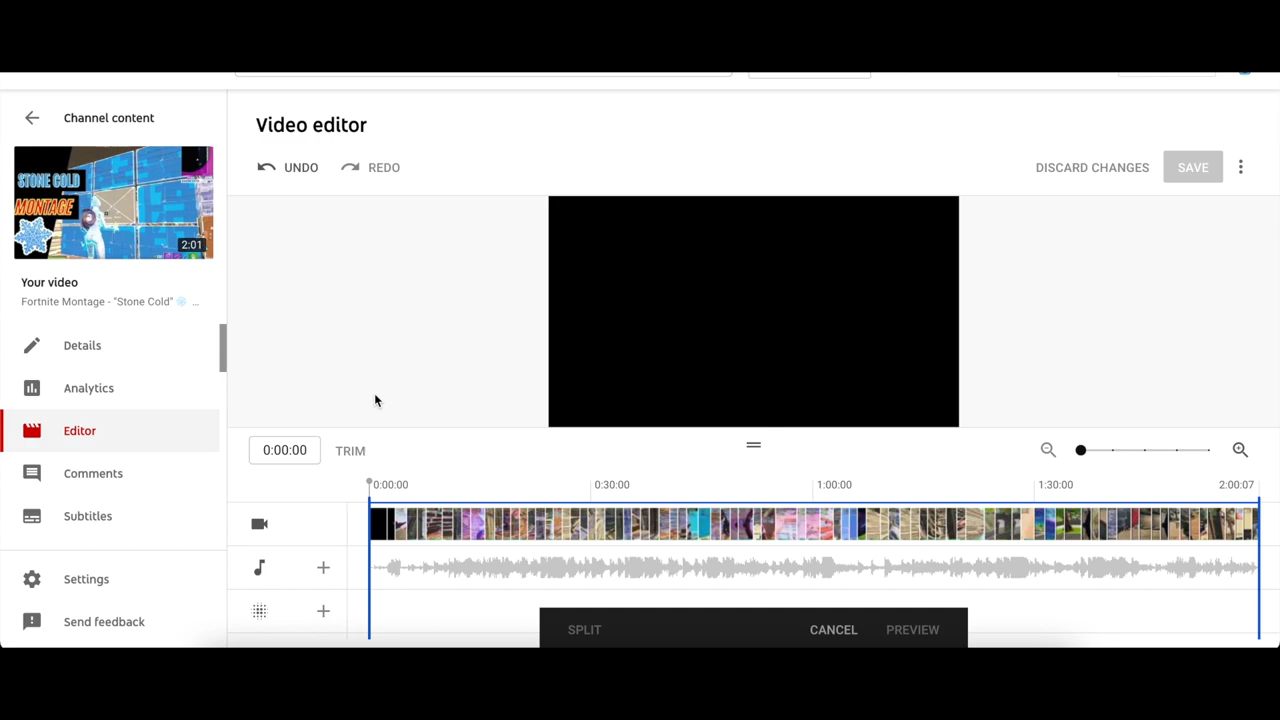 Channel content
STONE COLD
MONTAGE
2:01
Your video
Fortnite Montage - "Stone Cold" ❄ ...
Details
Analytics
Editor
Comments
Subtitles
Settings
Send feedback
Video editor
UNDO REDO
DISCARD CHANGES SAVE
0:00:00 TRIM
0:00:00 0:30:00 1:00:00 1:30:00 2:00:07
SPLIT CANCEL PREVIEW